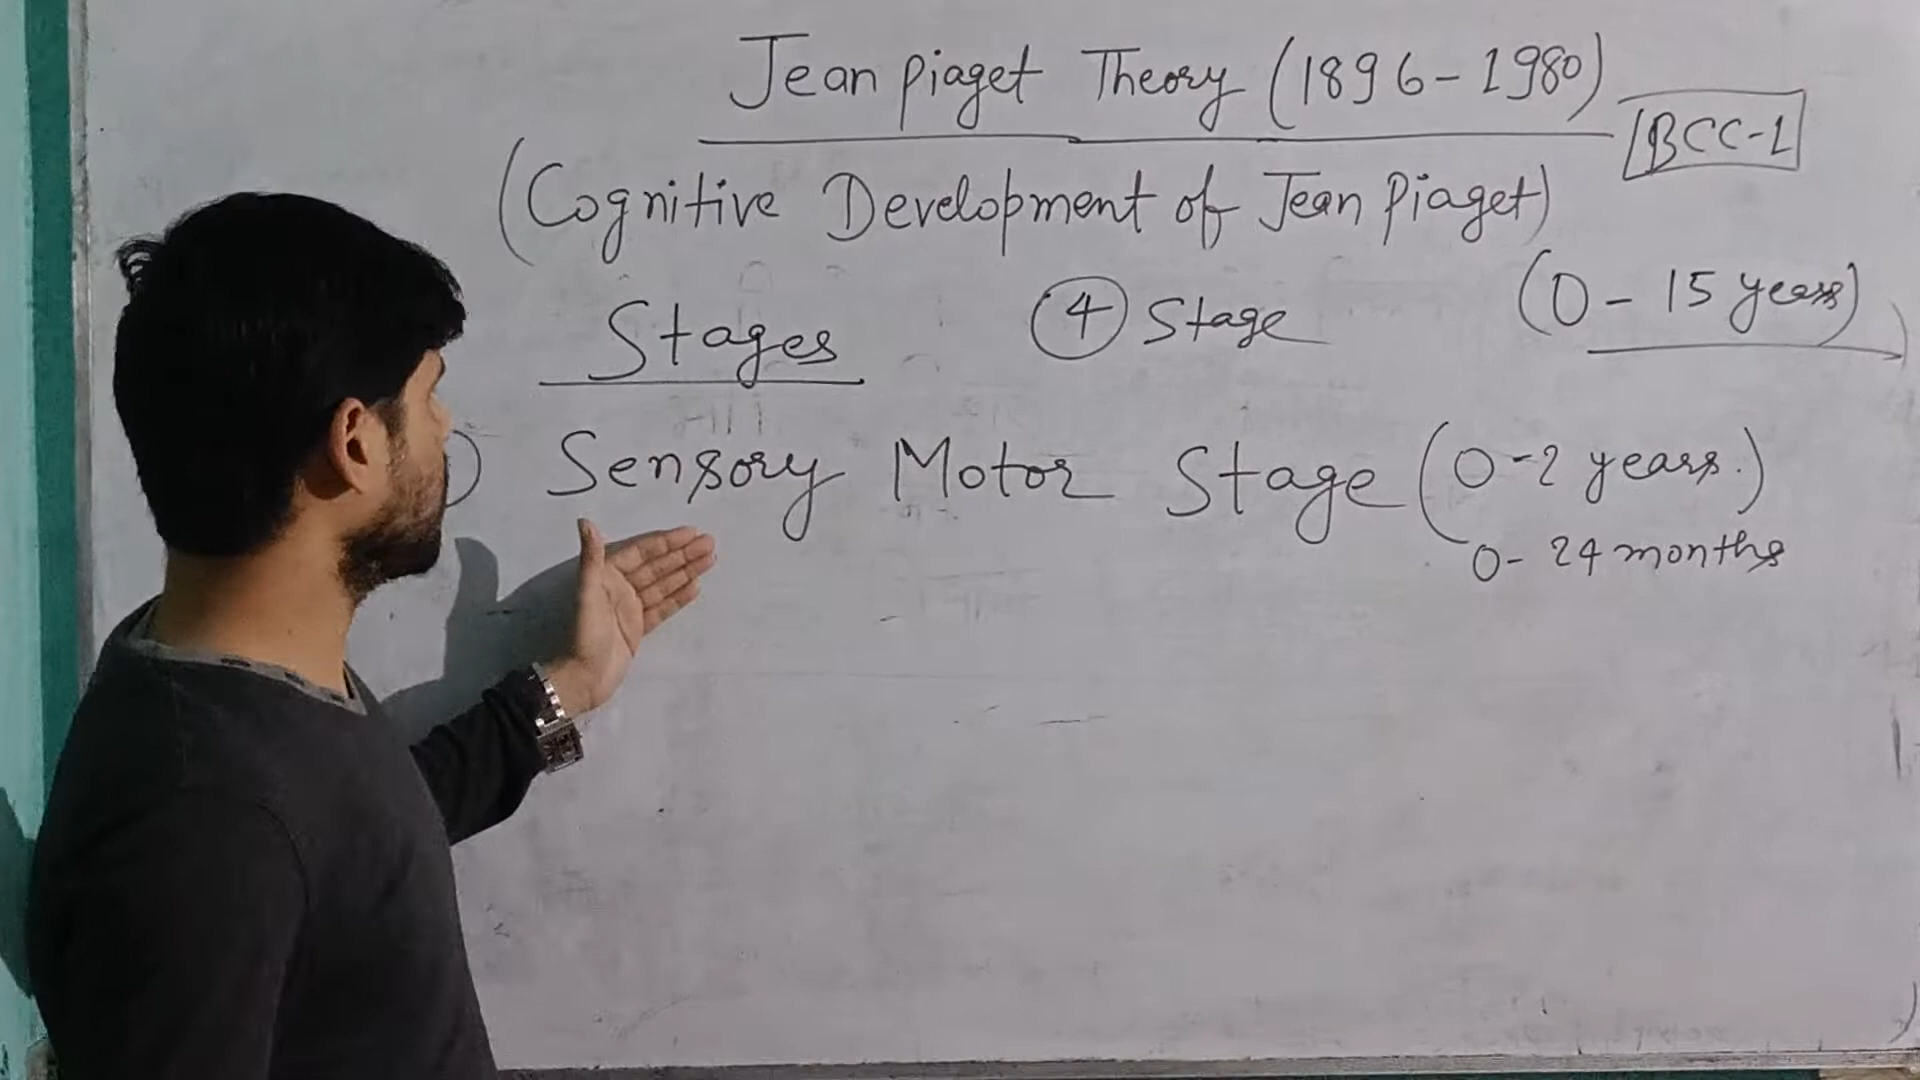 Jean Piaget Theory (1896-1980)
BCC-1
(Cognitive Development of Jean Piaget)
Stages
4 Stage
(0 - 15 years)
Sensory Motor Stage (0-2 years.)
0- 24 months